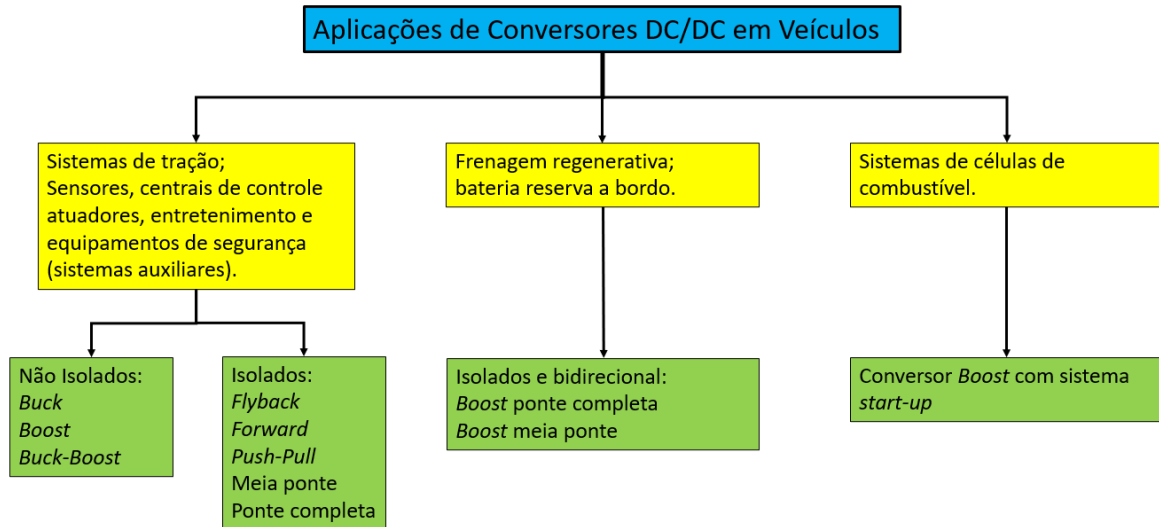 Aplicações de Conversores DC/DC em Veículos
Sistemas de tração;
Sensores, centrais de controle
atuadores, entretenimento e
equipamentos de segurança
(sistemas auxiliares).
Frenagem regenerativa;
bateria reserva a bordo.
Sistemas de células de
combustível.
Não Isolados:
Buck
Boost
Buck-Boost
Isolados:
Flyback
Forward
Push-Pull
Meia ponte
Ponte completa
Isolados e bidirecional:
Boost ponte completa
Boost meia ponte
Conversor Boost com sistema
start-up